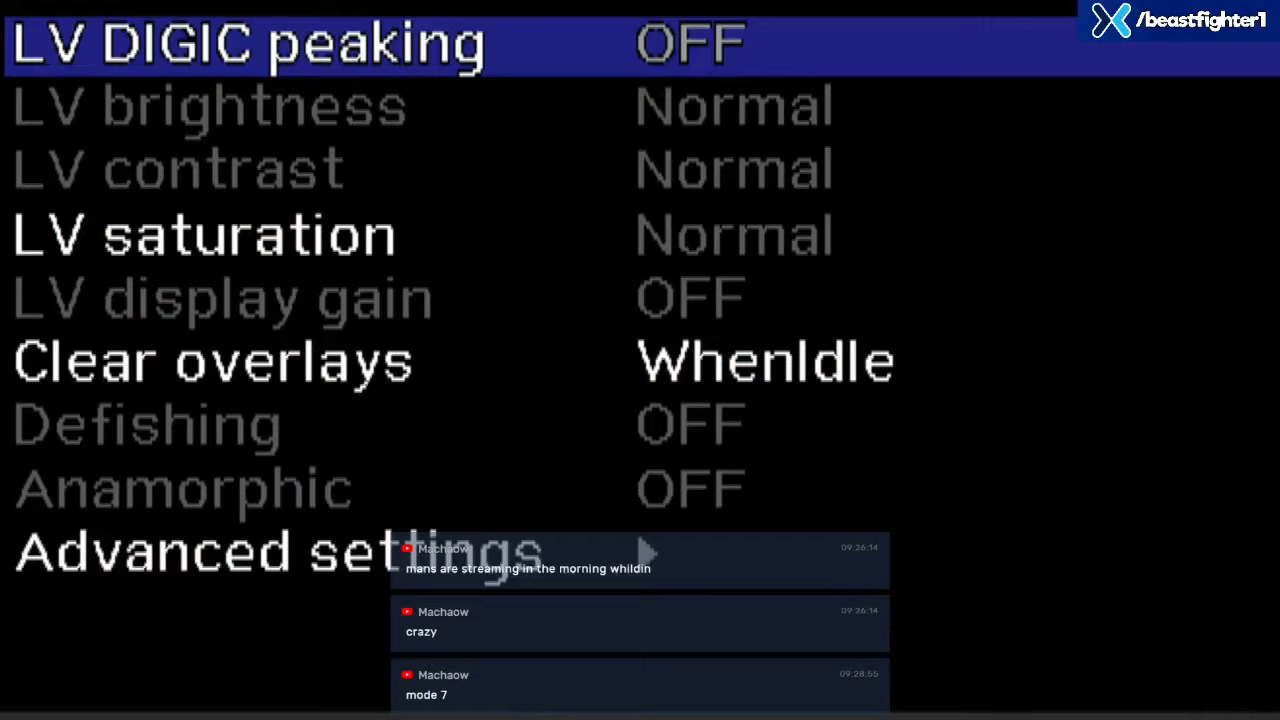 /beastfighter1
LV DIGIC peaking OFF
LV brightness Normal
LV contrast Normal
LV saturation Normal
LV display gain OFF
Clear overlays WhenIdle
Defishing OFF
Anamorphic OFF
Advanced settings
Machaow 09:26:14
mans are streaming in the morning whildin
Machaow 09:26:14
crazy
Machaow 09:28:55
mode 7